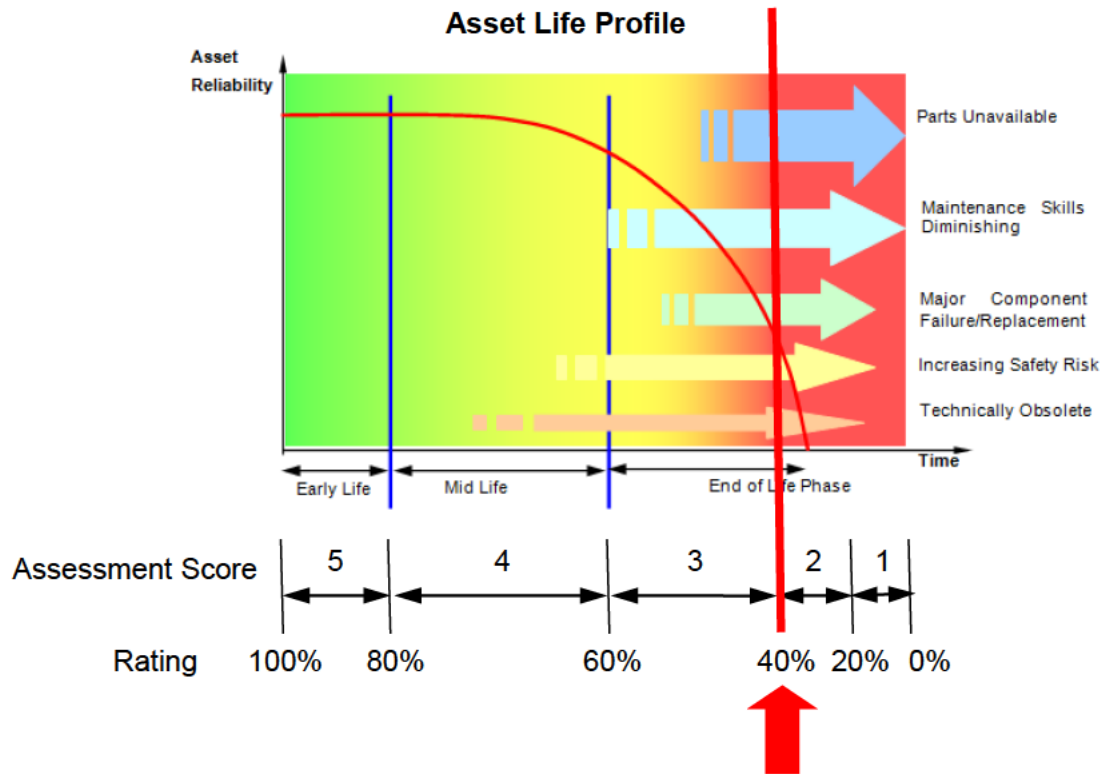 Asset Life Profile
Asset
Reliability
Parts Unavailable
Maintenance Skills
Diminishing
Major Component
Failure/Replacement
Increasing Safety Risk
Technically Obsolete
Time
Early Life
Mid Life
End of Life Phase
Assessment Score
5
4
3
2
1
Rating
100%
80%
60%
40%
20%
0%